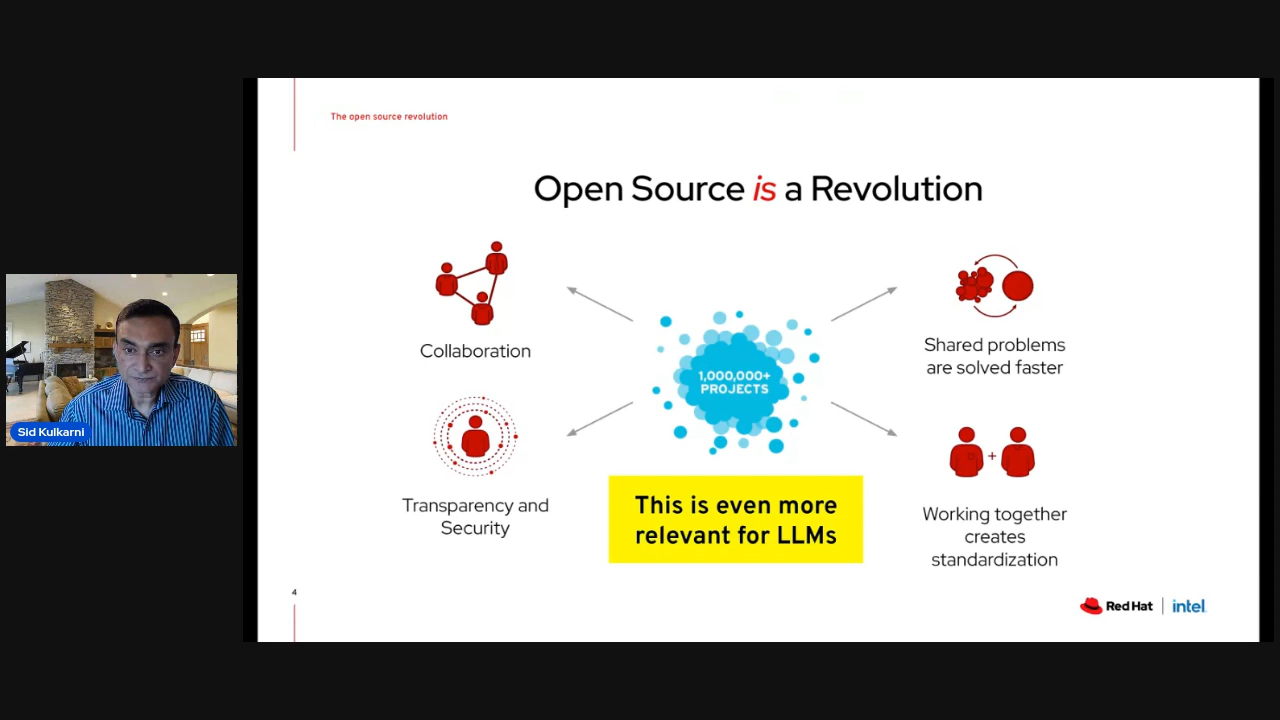 The open source revolution
Open Source is a Revolution
Collaboration
Shared problems
are solved faster
1,000,000+
PROJECTS
Sid Kulkarni
Transparency and
Security
This is even more
relevant for LLMs
Working together
creates
standardization
4
Red Hat | intel.